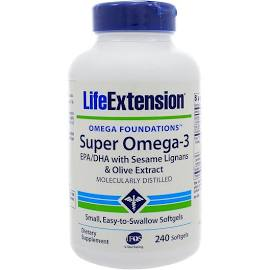 LifeExtension®
OMEGA FOUNDATIONS™
Super Omega-3
EPA/DHA with Sesame Lignans
& Olive Extract
MOLECULARLY DISTILLED
Small, Easy-to-Swallow Softgels
Dietary
Supplement
IFOS
240 Softgels